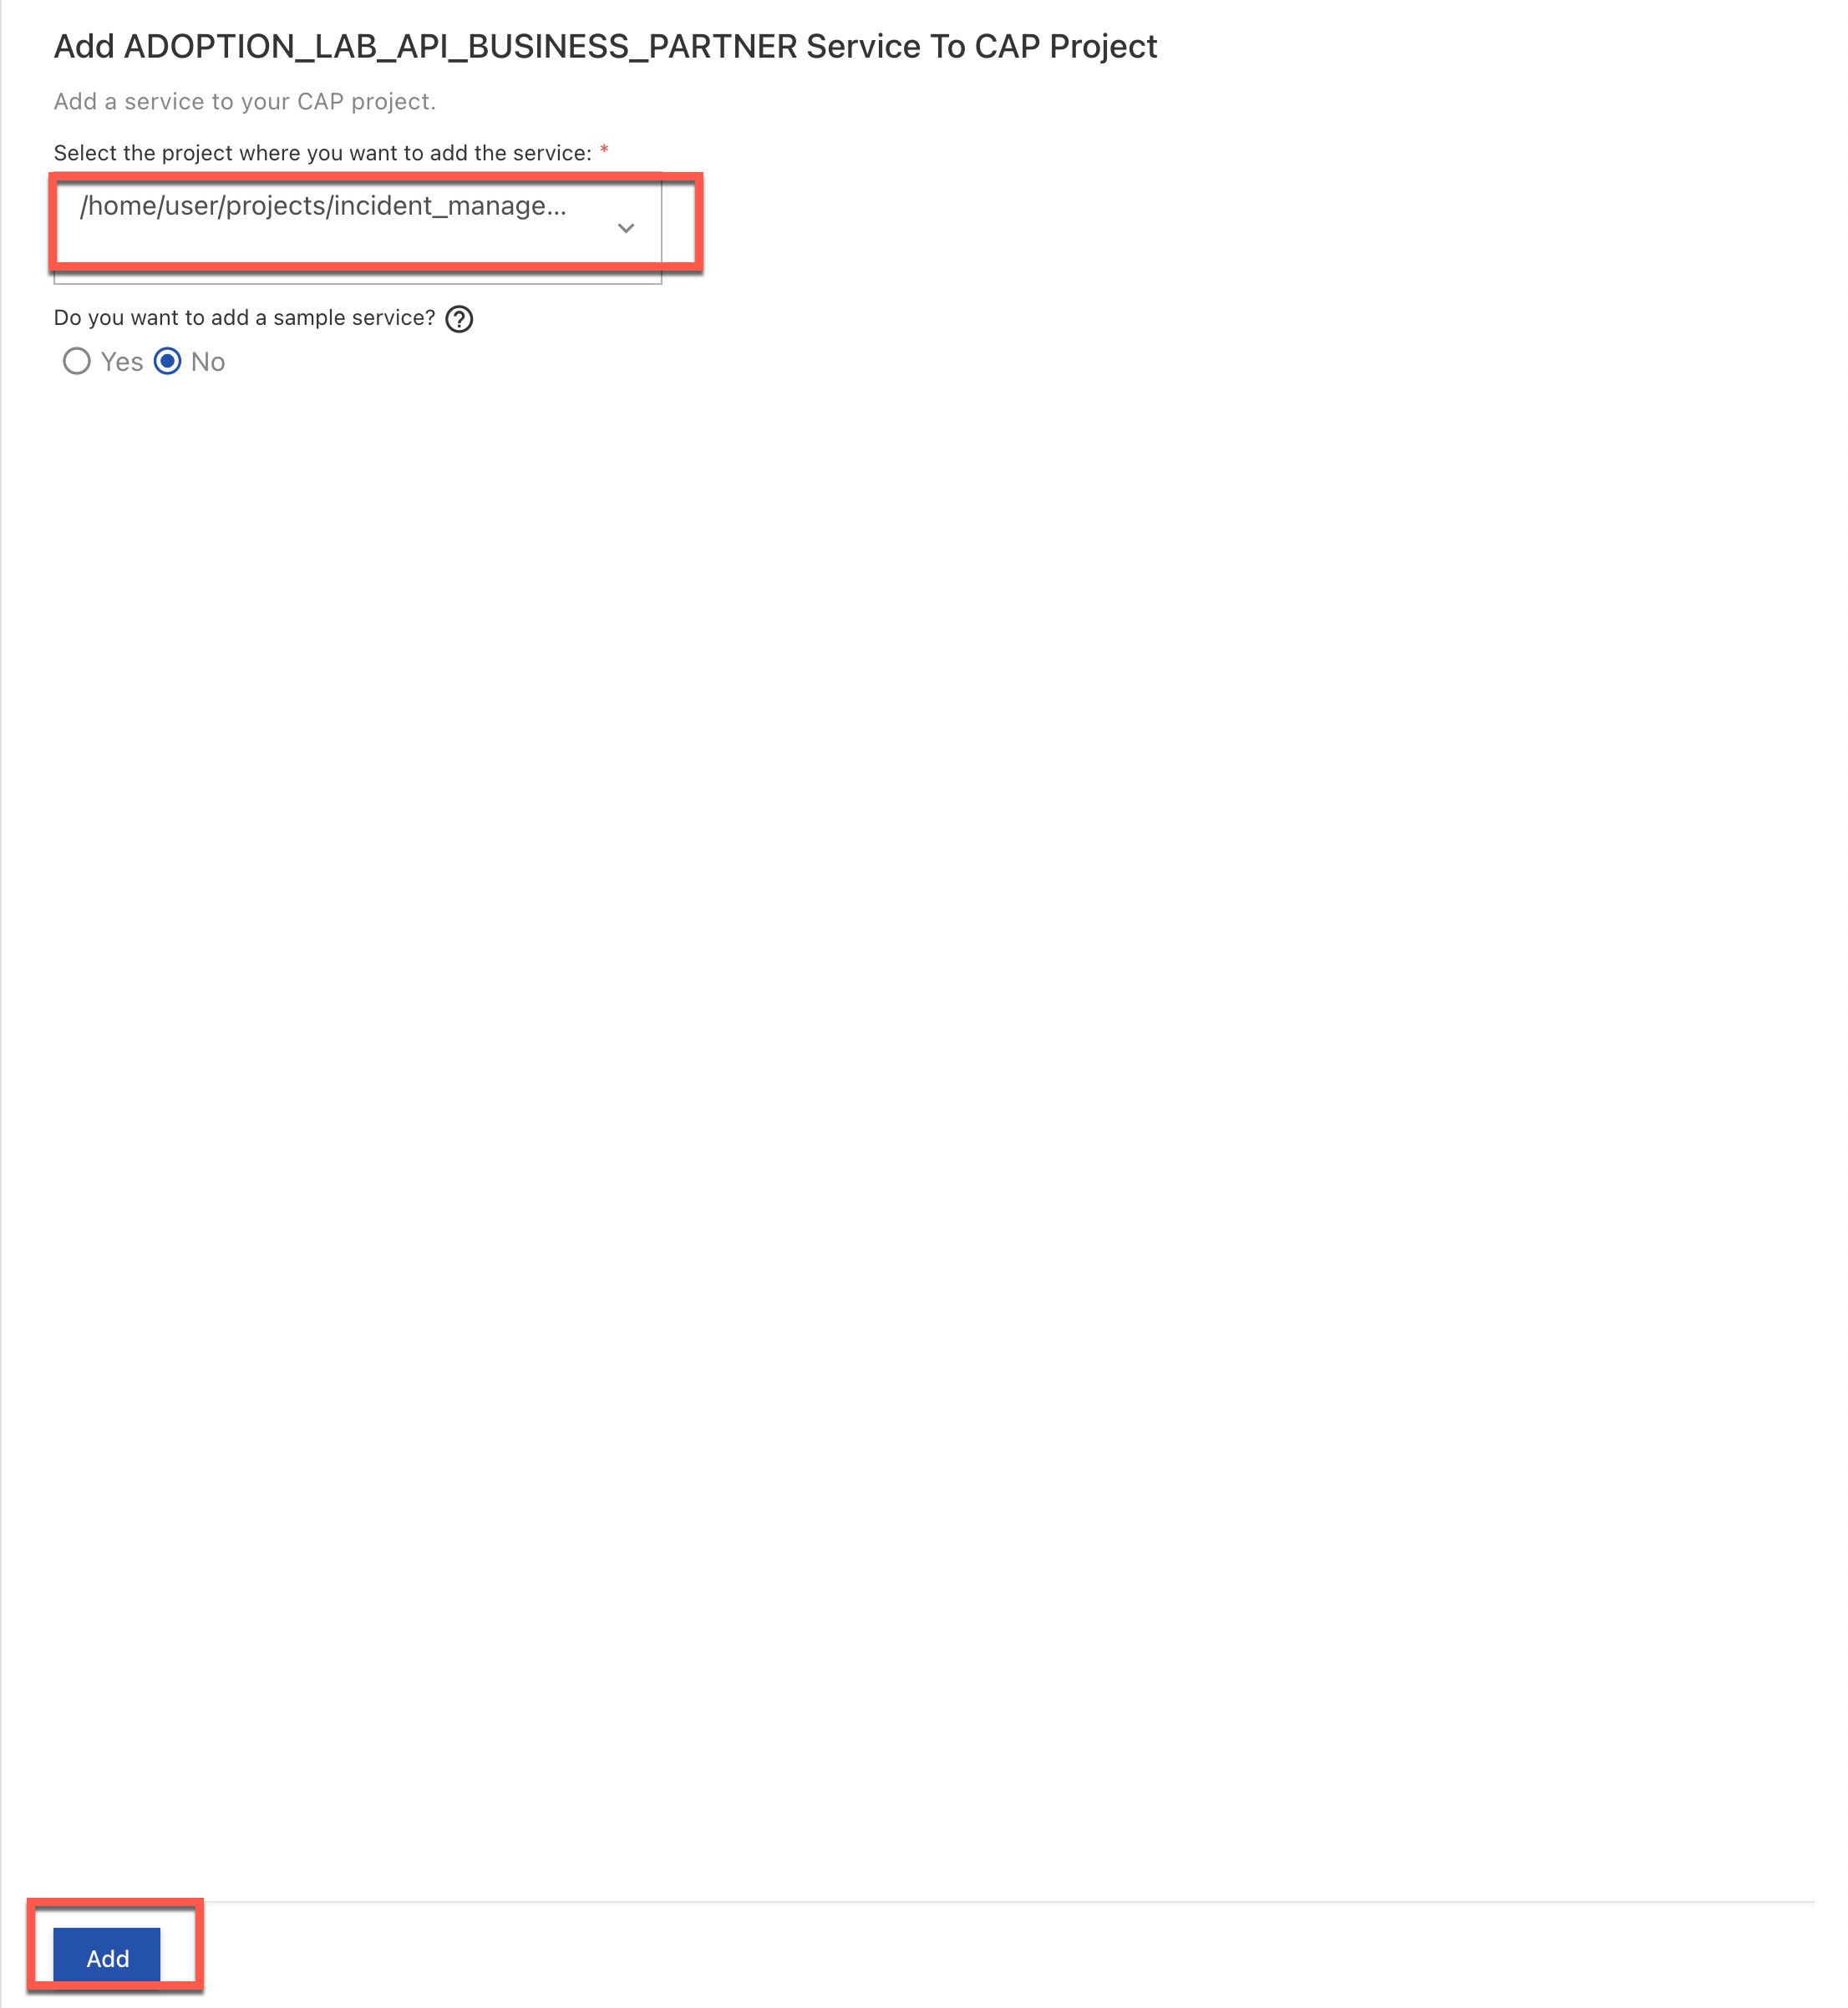 Add ADOPTION_LAB_API_BUSINESS_PARTNER Service To CAP Project
Add a service to your CAP project.
Select the project where you want to add the service: *
/home/user/projects/incident_manage...
Do you want to add a sample service? ?
Yes No
Add